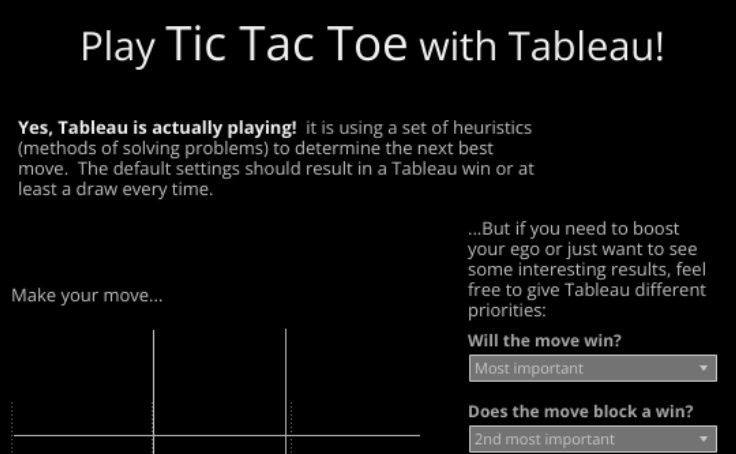 Play Tic Tac Toe with Tableau!
Yes, Tableau is actually playing!  it is using a set of heuristics
(methods of solving problems) to determine the next best
move.  The default settings should result in a Tableau win or at
least a draw every time.
...But if you need to boost
your ego or just want to see
some interesting results, feel
free to give Tableau different
priorities:
Make your move...
Will the move win?
Most important
Does the move block a win?
2nd most important